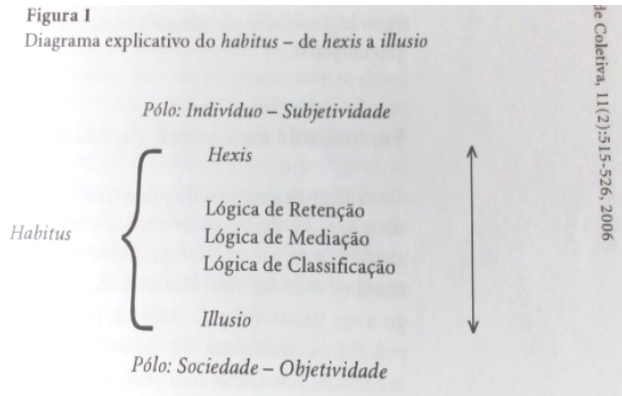 Figura 1
Diagrama explicativo do habitus – de hexis a illusio
Pólo: Indivíduo – Subjetividade
Hexis
Lógica de Retenção
Lógica de Mediação
Lógica de Classificação
Habitus
Illusio
Pólo: Sociedade – Objetividade
de Coletiva, 11(2):515-526, 2006